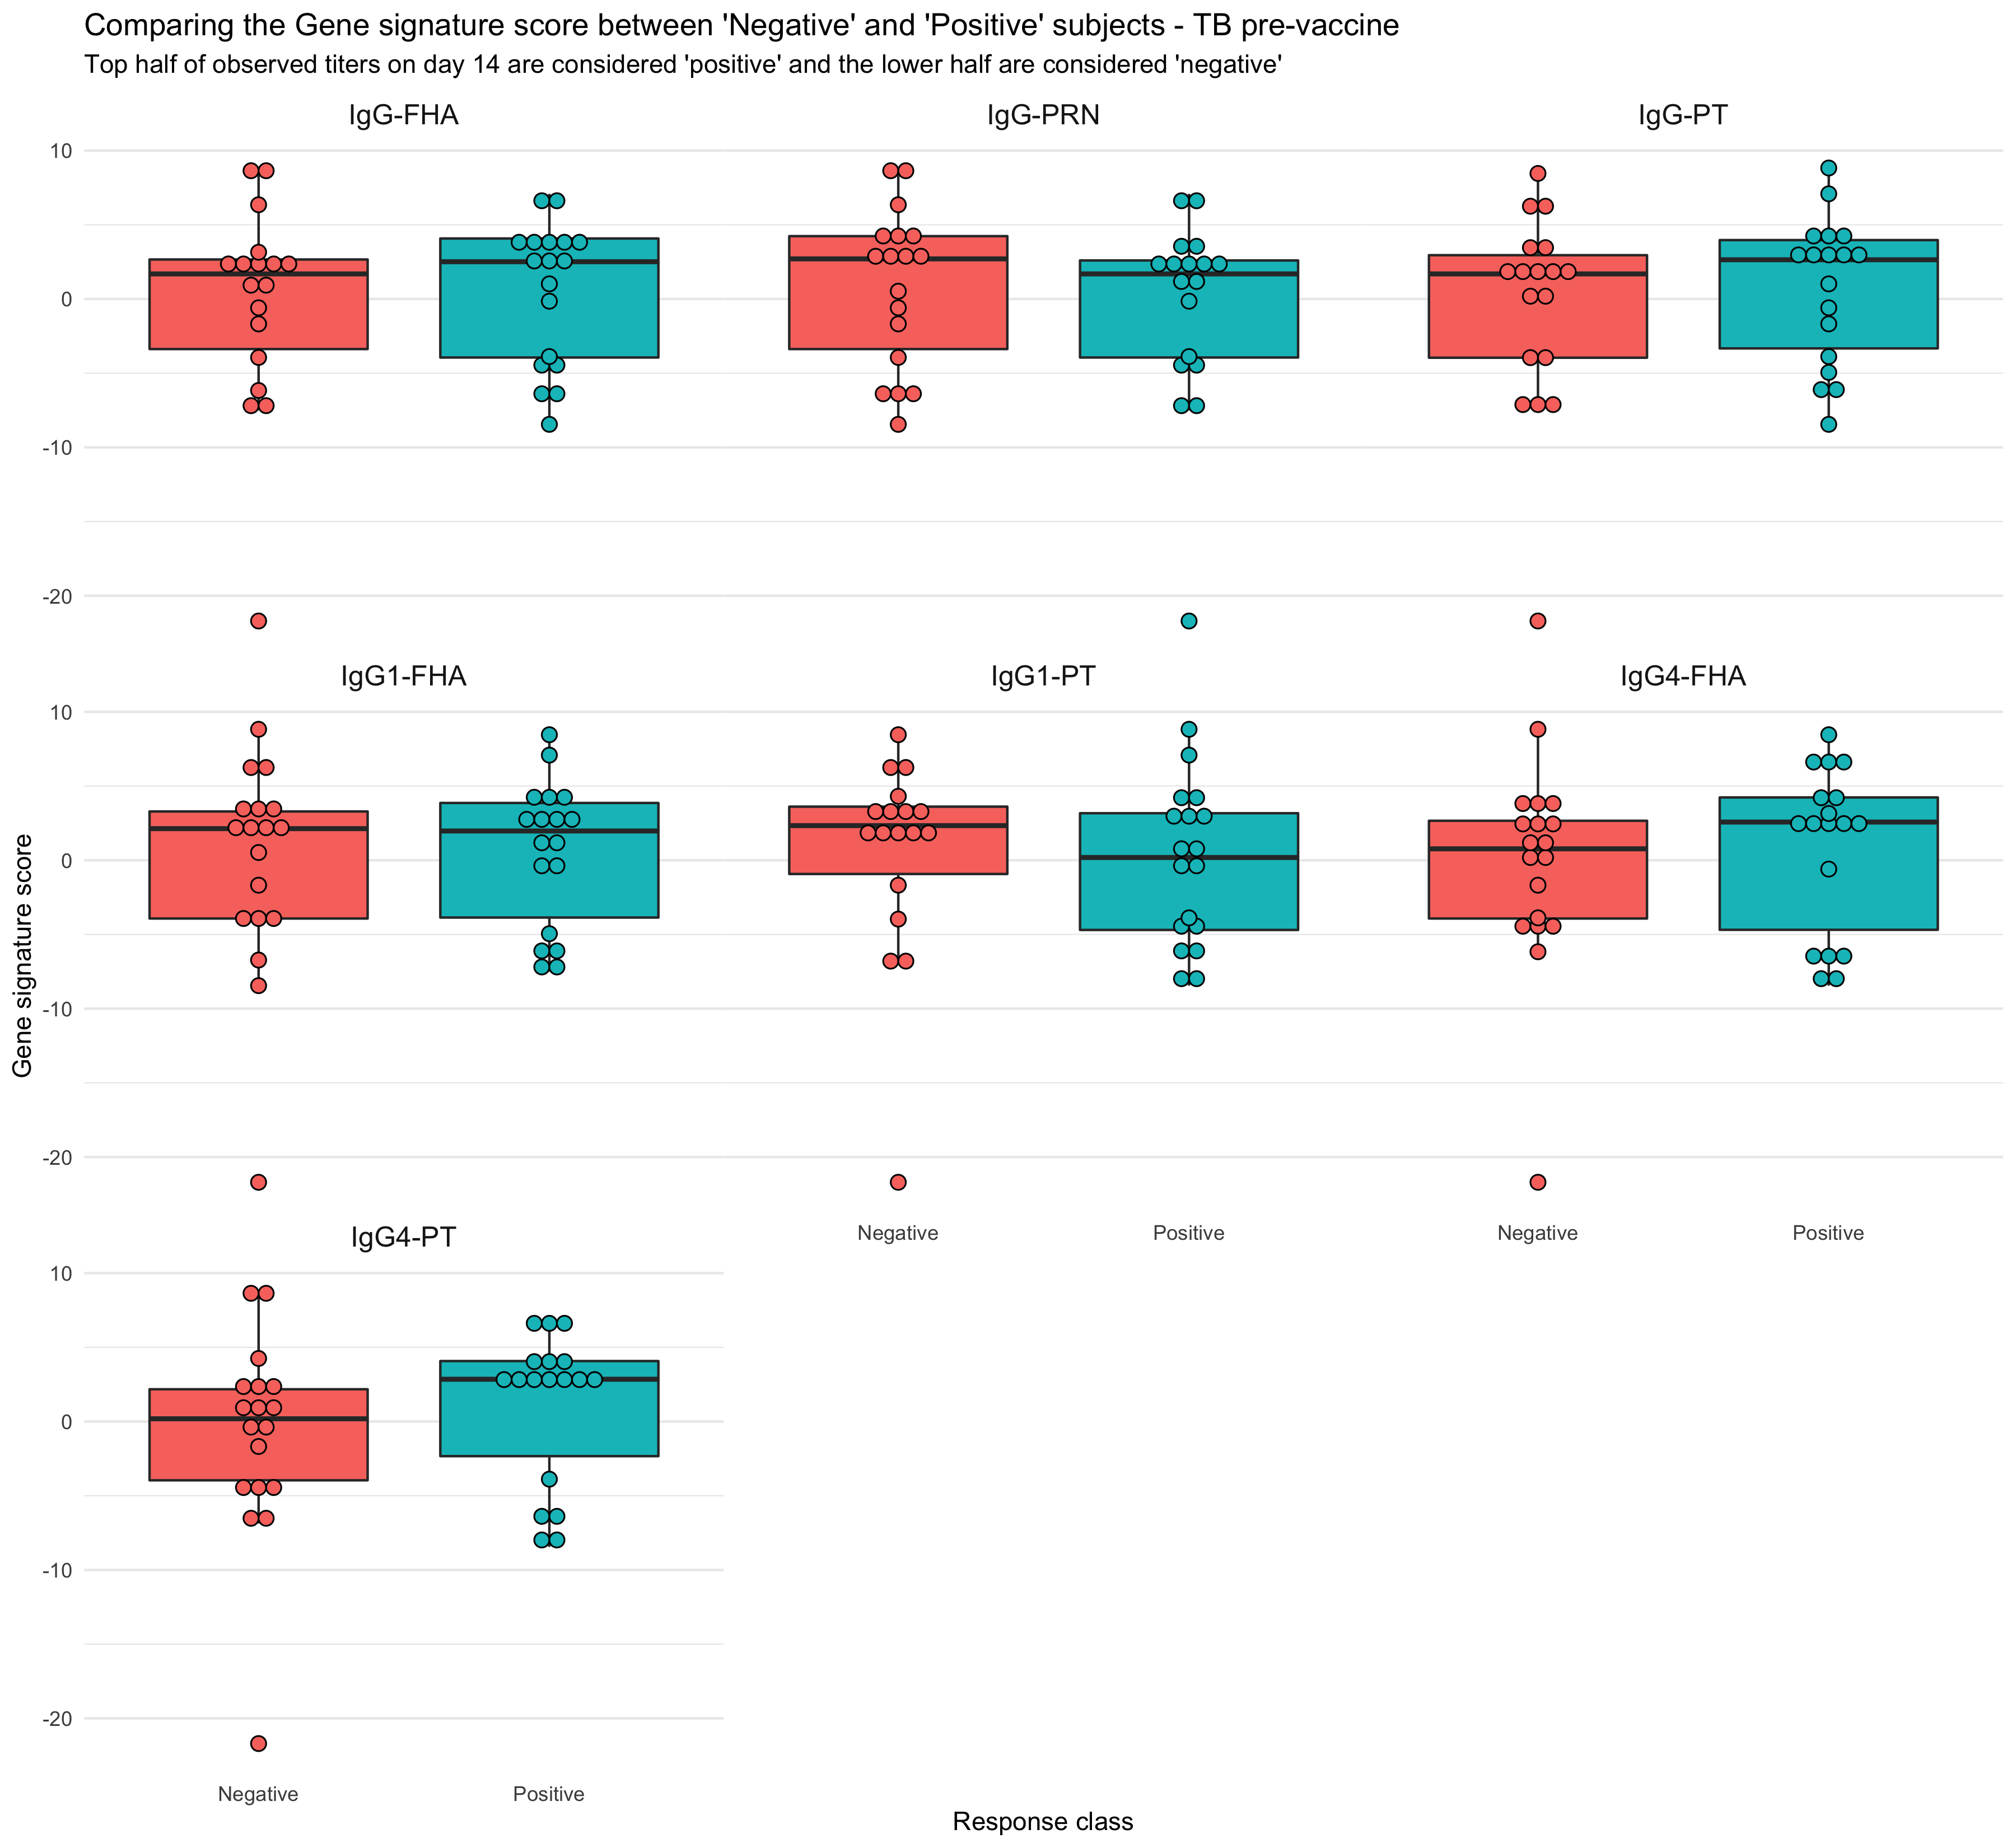 Comparing the Gene signature score between 'Negative' and 'Positive' subjects - TB pre-vaccine
Top half of observed titers on day 14 are considered 'positive' and the lower half are considered 'negative'
IgG-FHA
IgG-PRN
IgG-PT
10
0
-10
-20
IgG1-FHA
IgG1-PT
IgG4-FHA
10
0
-10
-20
Gene signature score
Negative
Positive
Negative
Positive
IgG4-PT
10
0
-10
-20
Negative
Positive
Response class